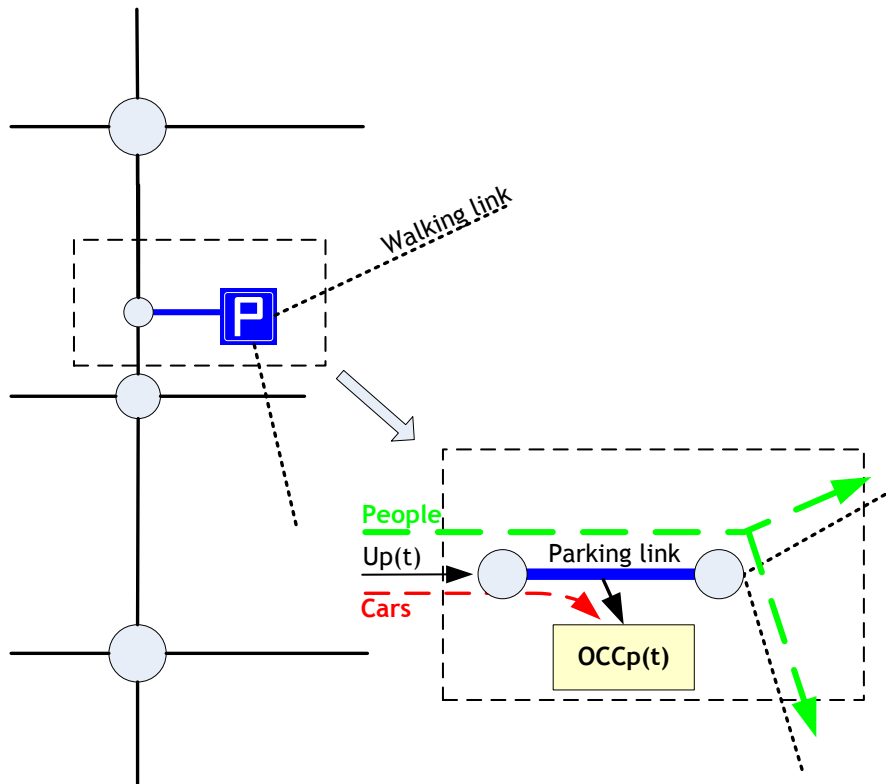 Walking link
P
People
Up(t)
Parking link
Cars
OCCp(t)